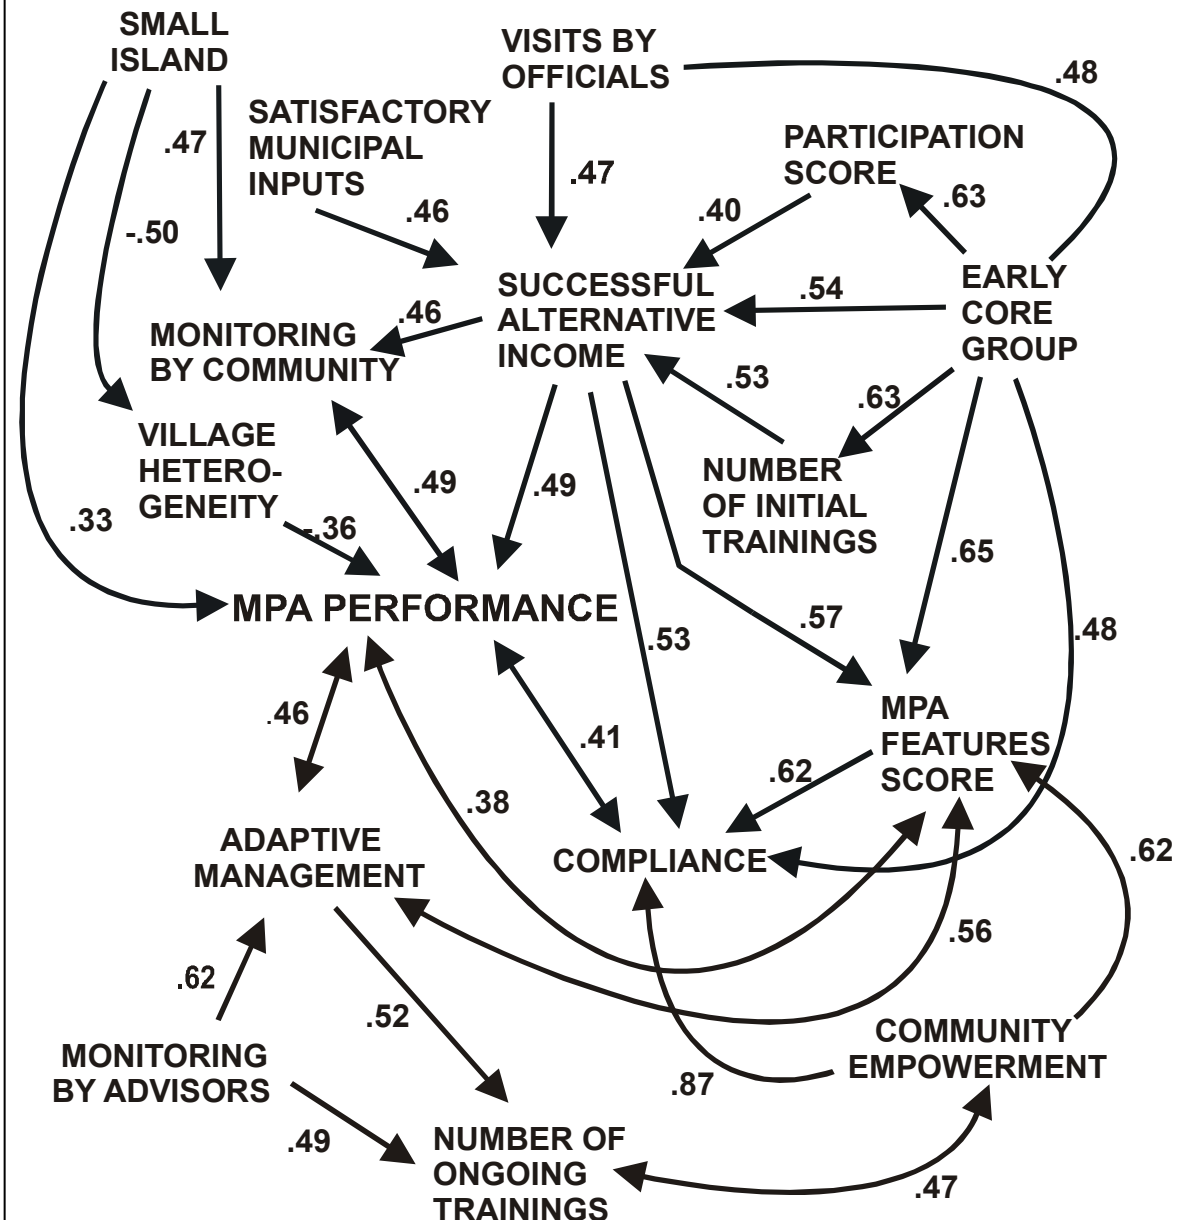 SMALL
ISLAND
VISITS BY
OFFICIALS
.48
SATISFACTORY
MUNICIPAL
INPUTS
.47
.47
PARTICIPATION
SCORE
.63
-.50
.46
.40
EARLY
CORE
GROUP
SUCCESSFUL
ALTERNATIVE
INCOME
.54
MONITORING
BY COMMUNITY
.46
.53
.63
VILLAGE
HETERO-
GENEITY
NUMBER
OF INITIAL
TRAININGS
.33
-.36
.49
.49
.65
MPA PERFORMANCE
.53
.57
.48
.46
.41
MPA
FEATURES
SCORE
.38
.62
ADAPTIVE
MANAGEMENT
COMPLIANCE
.62
.56
.62
.52
MONITORING
BY ADVISORS
COMMUNITY
EMPOWERMENT
.87
.49
NUMBER OF
ONGOING
TRAININGS
.47